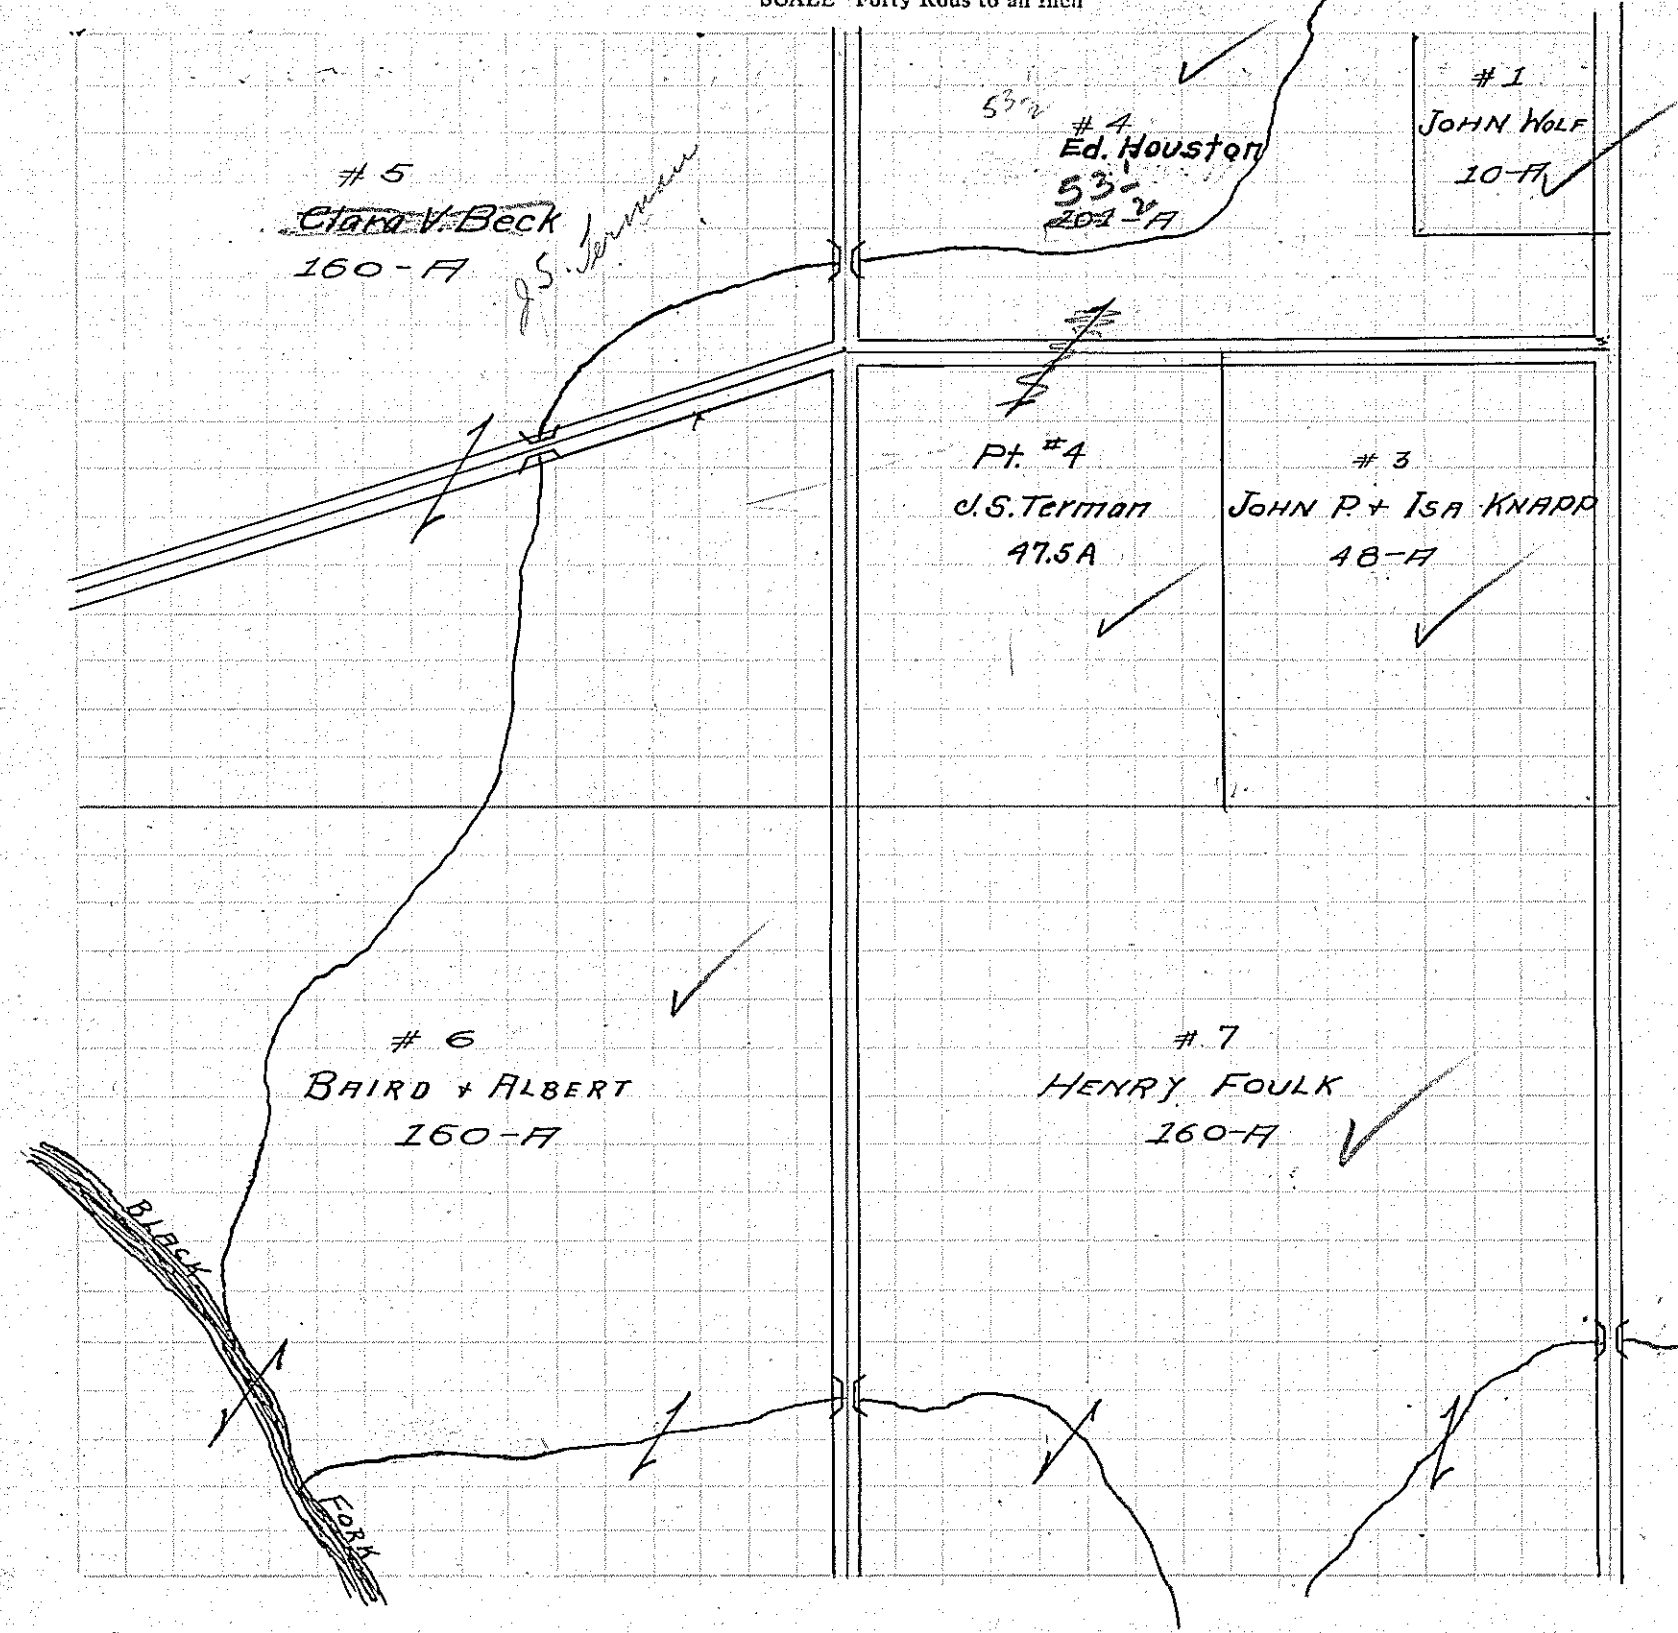 SCALE—Forty Rods to an Inch
# 5
Clara V. Beck
160-A
J.S. Terman
53½
# 4
Ed. Houston
53½
201-A
# 1
JOHN WOLF
10-A
Pt. #4
J.S. Terman
47.5A
# 3
JOHN P. + ISA KNAPP
48-A
# 6
BAIRD + ALBERT
160-A
# 7
HENRY FOULK
160-A
BLACK
FORK